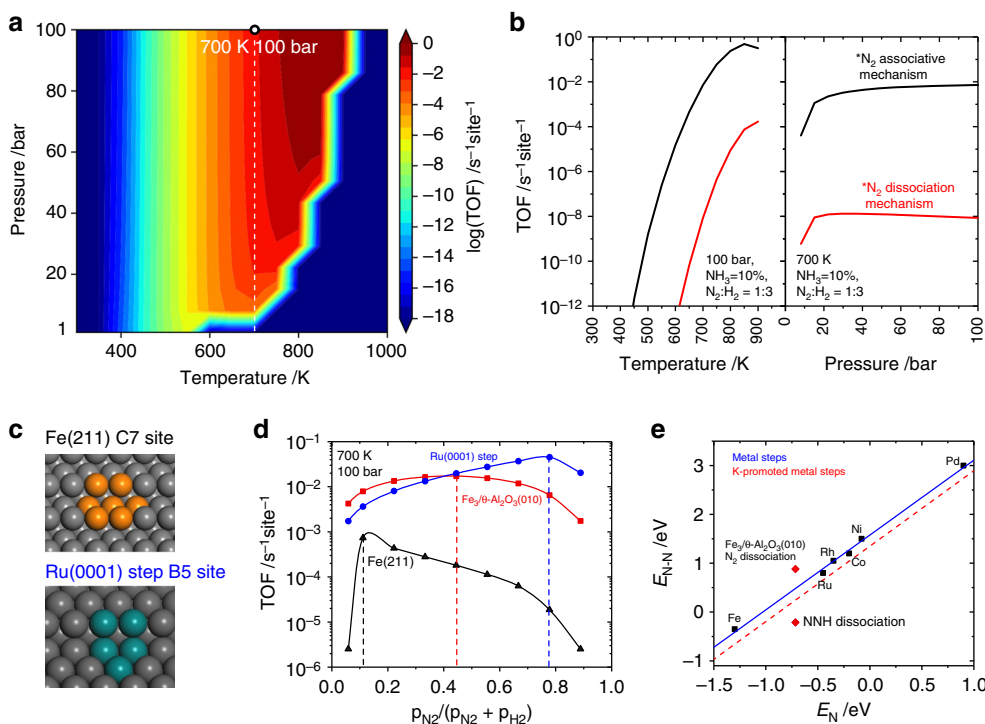 a
100
80
60
40
20
1
Pressure /bar
400
600
800
1000
Temperature /K
700 K 100 bar
0
−2
−4
−6
−8
−10
−12
−14
−16
−18
log(TOF) /s⁻¹site⁻¹
b
10⁰
10⁻²
10⁻⁴
10⁻⁶
10⁻⁸
10⁻¹⁰
10⁻¹²
TOF /s⁻¹site⁻¹
100 bar,
NH₃=10%,
N₂:H₂ = 1:3
300
400
500
600
700
800
900
Temperature /K
*N₂ associative
mechanism
*N₂ dissociation
mechanism
700 K
NH₃=10%,
N₂:H₂ = 1:3
0
20
40
60
80
100
Pressure /bar
c
Fe(211) C7 site
Ru(0001) step B5 site
d
700 K
100 bar
10⁻¹
10⁻²
10⁻³
10⁻⁴
10⁻⁵
10⁻⁶
TOF /s⁻¹site⁻¹
Ru(0001) step
Fe₃/θ-Al₂O₃(010)
Fe(211)
0.0
0.2
0.4
0.6
0.8
1.0
p_N2/(p_N2 + p_H2)
e
Metal steps
K-promoted metal steps
3
2
1
0
−1
E_N-N /eV
Pd
Ni
Rh
Co
Ru
Fe
Fe₃/θ-Al₂O₃(010)
N₂ dissociation
NNH dissociation
−1.5
−1.0
−0.5
0.0
0.5
1.0
E_N /eV